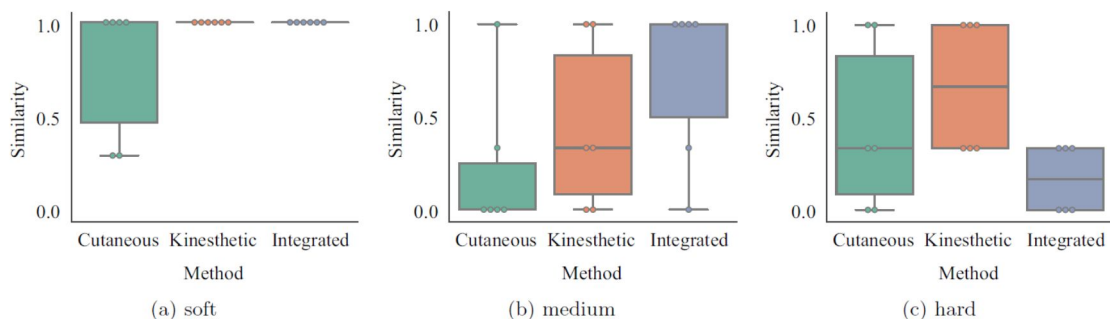 1.0
0.5
0.0
Similarity
Cutaneous Kinesthetic Integrated
Method
(a) soft
1.0
0.5
0.0
Similarity
Cutaneous Kinesthetic Integrated
Method
(b) medium
1.0
0.5
0.0
Similarity
Cutaneous Kinesthetic Integrated
Method
(c) hard